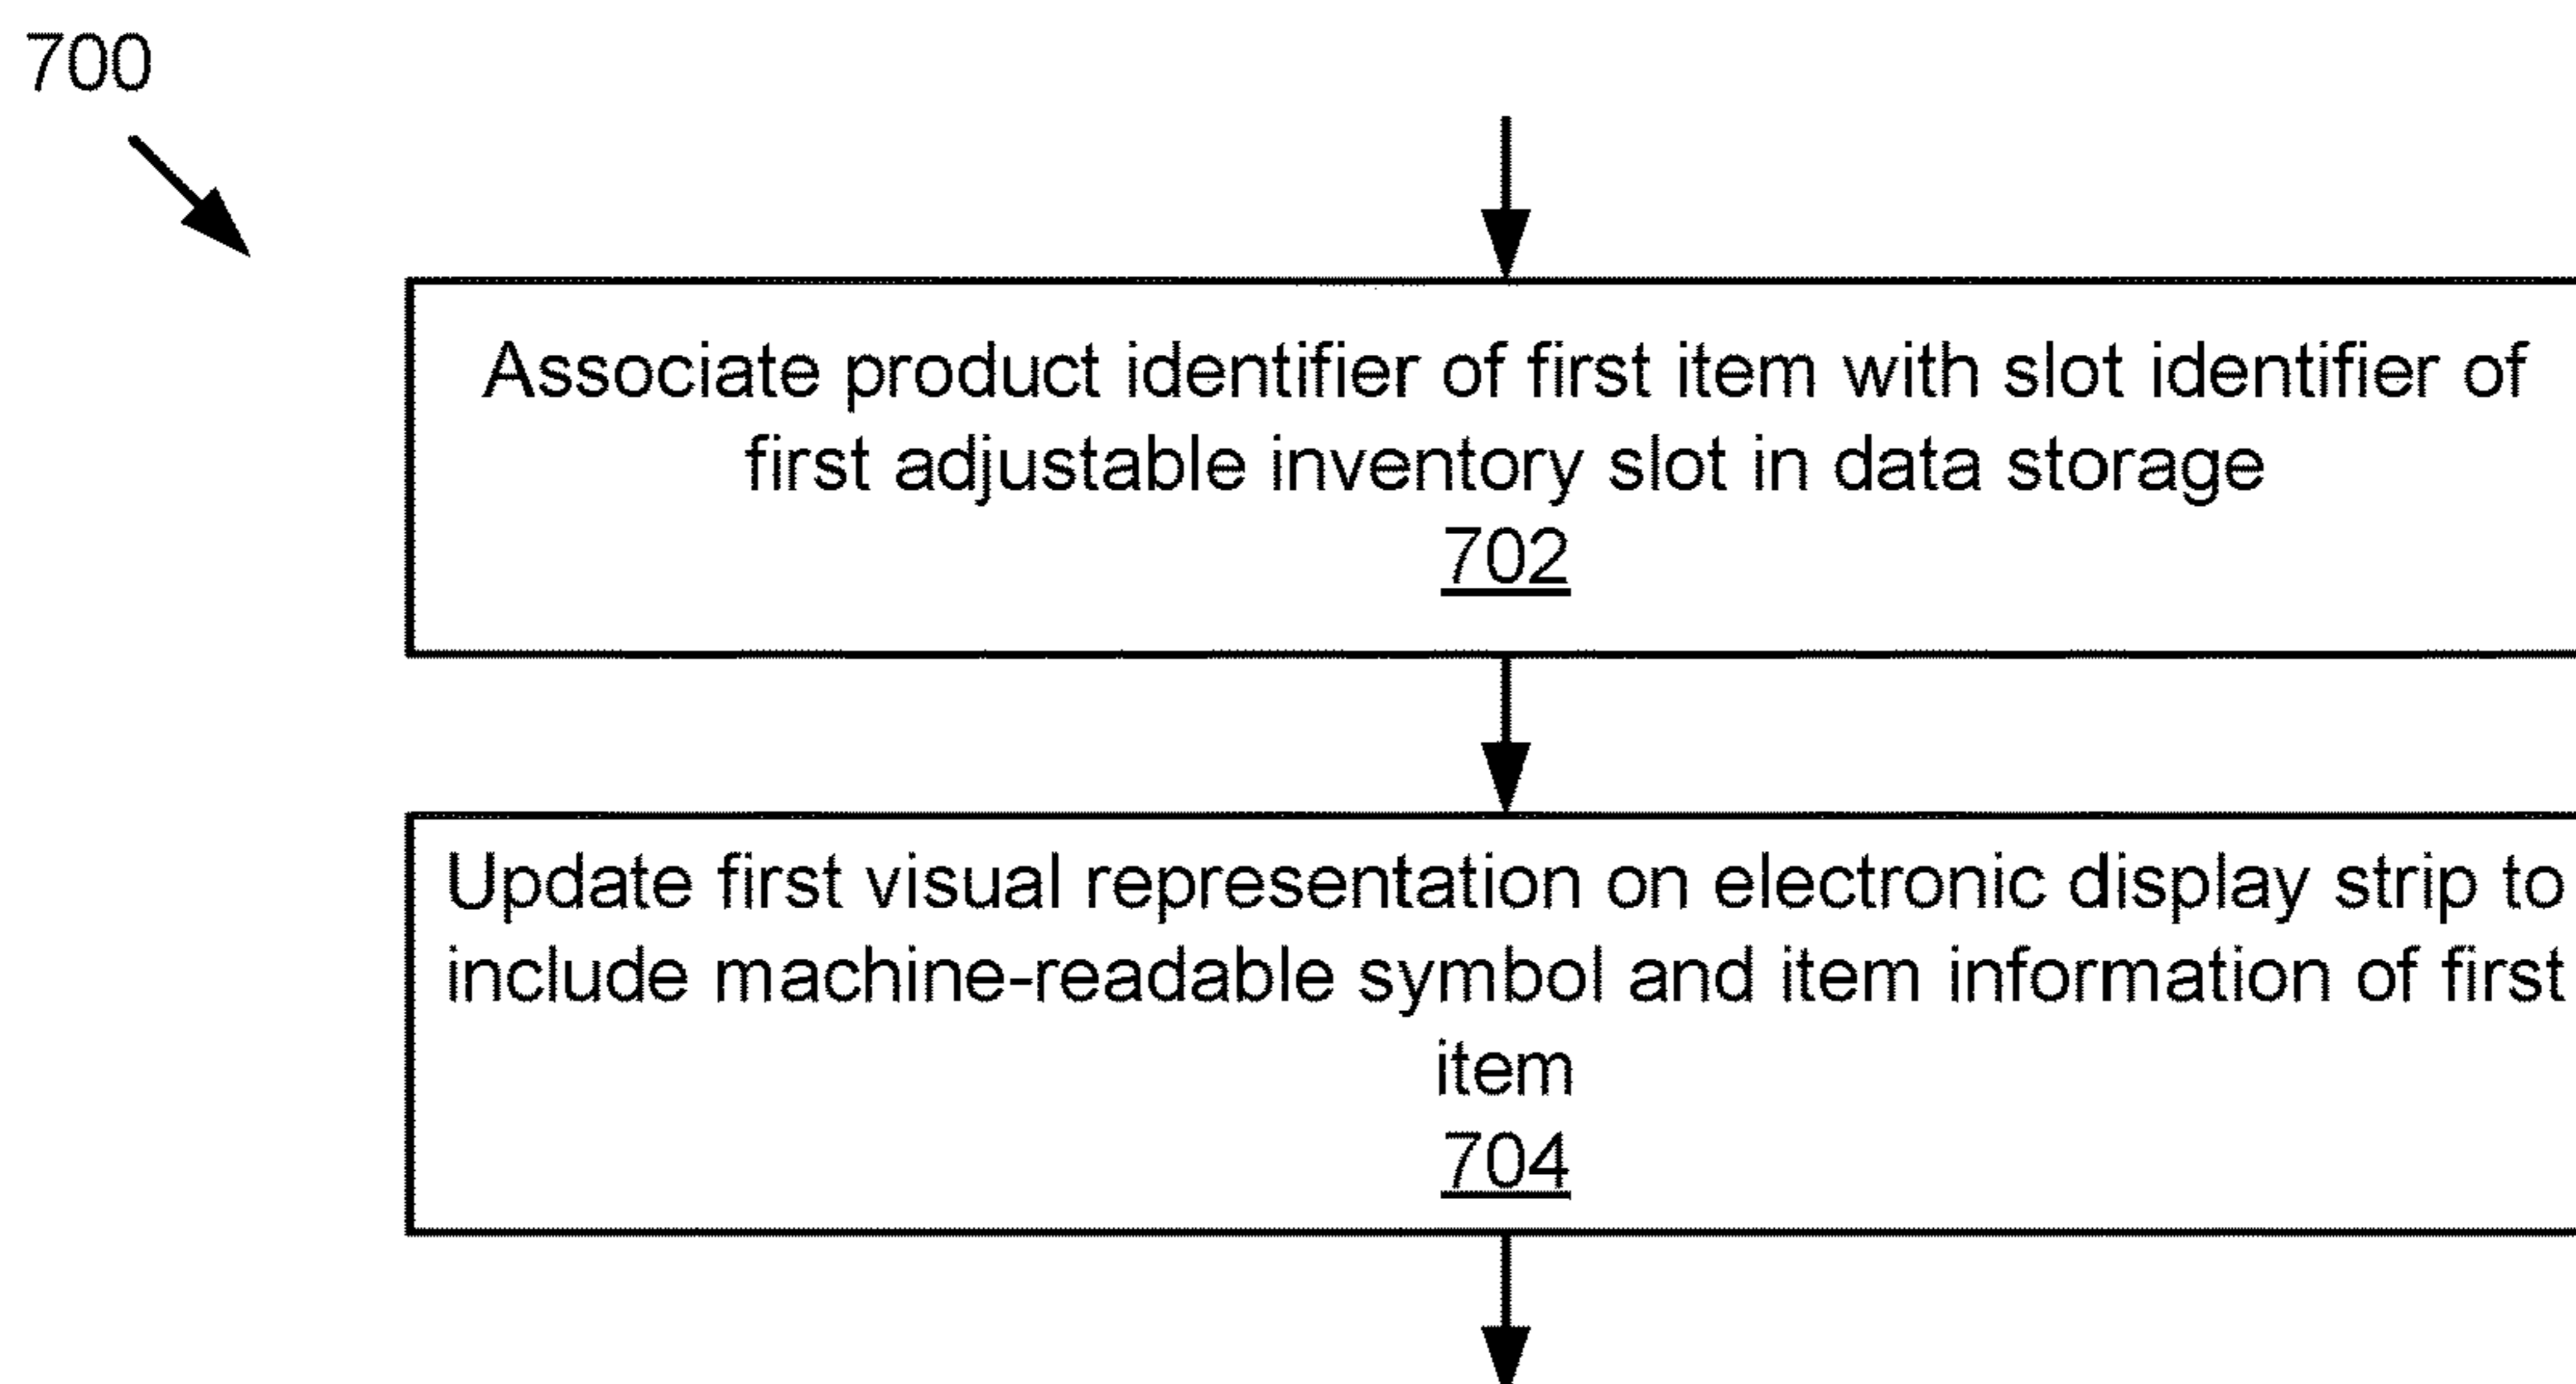 700
Associate product identifier of first item with slot identifier of
first adjustable inventory slot in data storage
702
Update first visual representation on electronic display strip to
include machine-readable symbol and item information of first
item
704